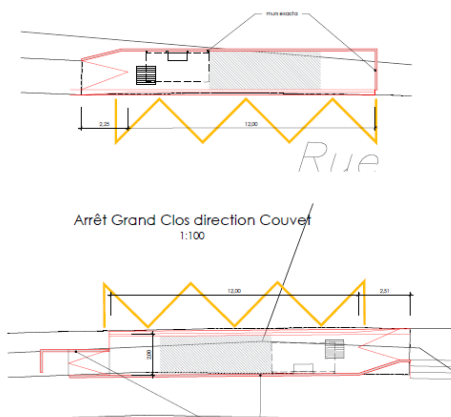 murs exacts
2,25
12,00
Rue
Arrêt Grand Clos direction Couvet
1:100
12,00
2,51
2,00